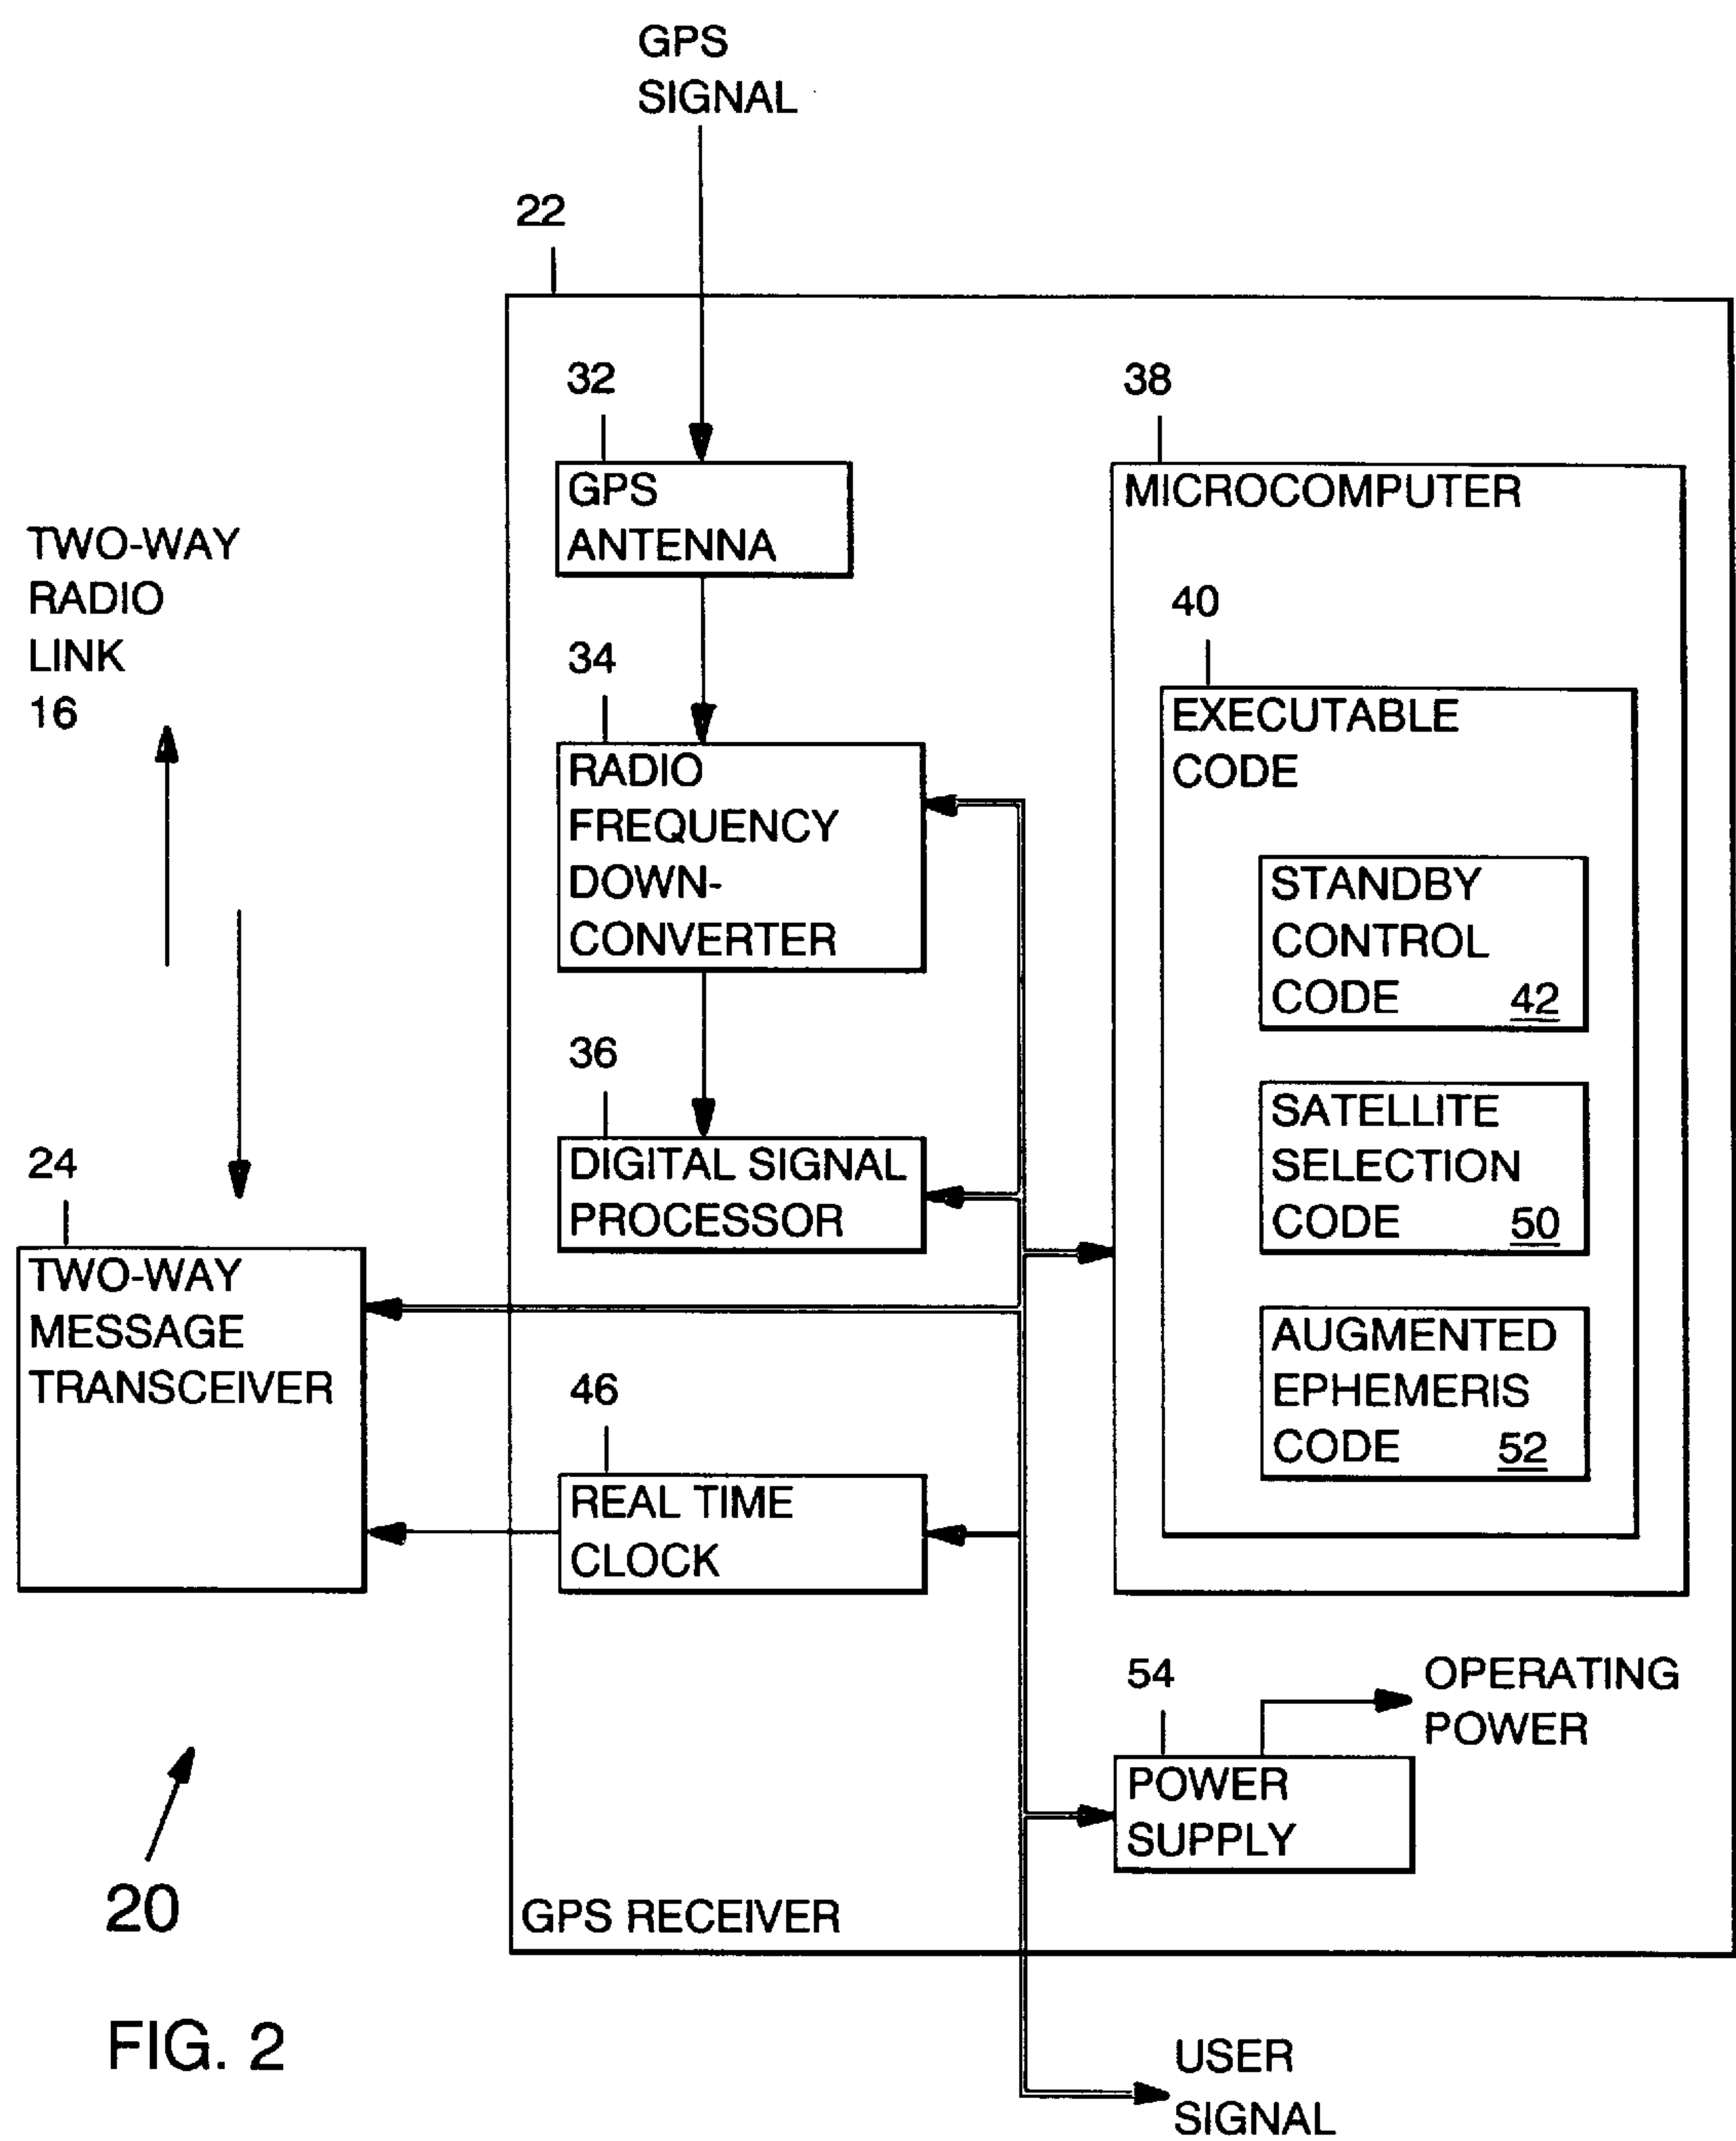 GPS
SIGNAL
22
32
GPS
ANTENNA
38
MICROCOMPUTER
TWO-WAY
RADIO
LINK
16
34
RADIO
FREQUENCY
DOWN-
CONVERTER
40
EXECUTABLE
CODE
STANDBY
CONTROL
CODE 42
36
DIGITAL SIGNAL
PROCESSOR
SATELLITE
SELECTION
CODE 50
24
TWO-WAY
MESSAGE
TRANSCEIVER
AUGMENTED
EPHEMERIS
CODE 52
46
REAL TIME
CLOCK
54
OPERATING
POWER
POWER
SUPPLY
20
GPS RECEIVER
FIG. 2
USER
SIGNAL